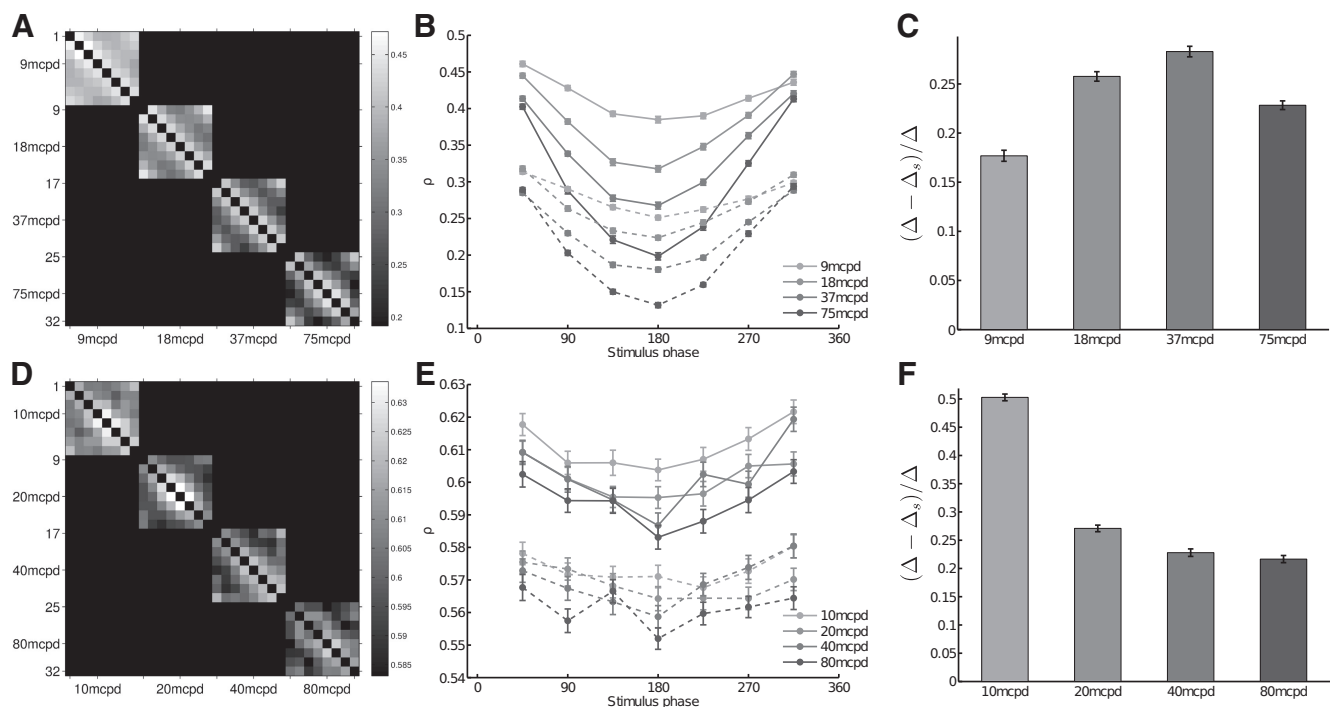 A
1
9mcpd
9
18mcpd
17
37mcpd
25
75mcpd
32
9mcpd 18mcpd 37mcpd 75mcpd
0.45
0.4
0.35
0.3
0.25
0.2
B
0.5
0.45
0.4
0.35
0.3
0.25
0.2
0.15
0.1
ρ
0 90 180 270 360
Stimulus phase
9mcpd
18mcpd
37mcpd
75mcpd
C
0.25
0.2
0.15
0.1
0.05
0
(Δ − Δs)/Δ
9mcpd 18mcpd 37mcpd 75mcpd
D
1
10mcpd
9
20mcpd
17
40mcpd
25
80mcpd
32
10mcpd 20mcpd 40mcpd 80mcpd
0.63
0.625
0.62
0.615
0.61
0.605
0.6
0.595
0.59
0.585
E
0.63
0.62
0.61
0.60
0.59
0.58
0.57
0.56
0.55
0.54
ρ
0 90 180 270 360
Stimulus phase
10mcpd
20mcpd
40mcpd
80mcpd
F
0.5
0.45
0.4
0.35
0.3
0.25
0.2
0.15
0.1
0.05
0
(Δ − Δs)/Δ
10mcpd 20mcpd 40mcpd 80mcpd